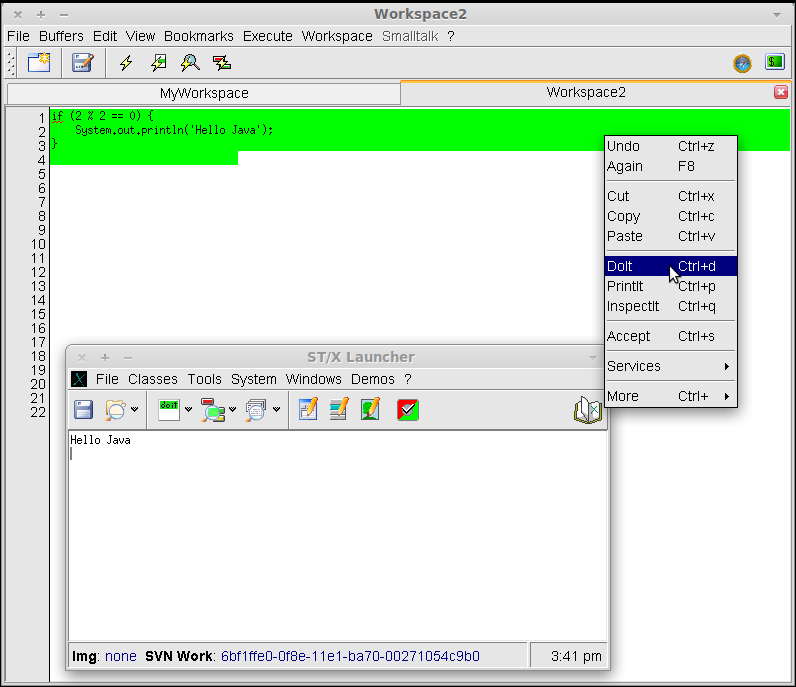 Workspace2
File Buffers Edit View Bookmarks Execute Workspace Smalltalk ?
MyWorkspace Workspace2
1 if (2 % 2 == 0) {
2 System.out.println('Hello Java');
3 }
4
5
6
7
8
9
10
11
12
13
14
15
16
17
18
19
20
21
22
Undo Ctrl+z
Again F8
Cut Ctrl+x
Copy Ctrl+c
Paste Ctrl+v
DoIt Ctrl+d
PrintIt Ctrl+p
InspectIt Ctrl+q
Accept Ctrl+s
Services
More Ctrl+
ST/X Launcher
File Classes Tools System Windows Demos ?
do it
Hello Java
Img: none SVN Work: 6bf1ffe0-0f8e-11e1-ba70-00271054c9b0 3:41 pm